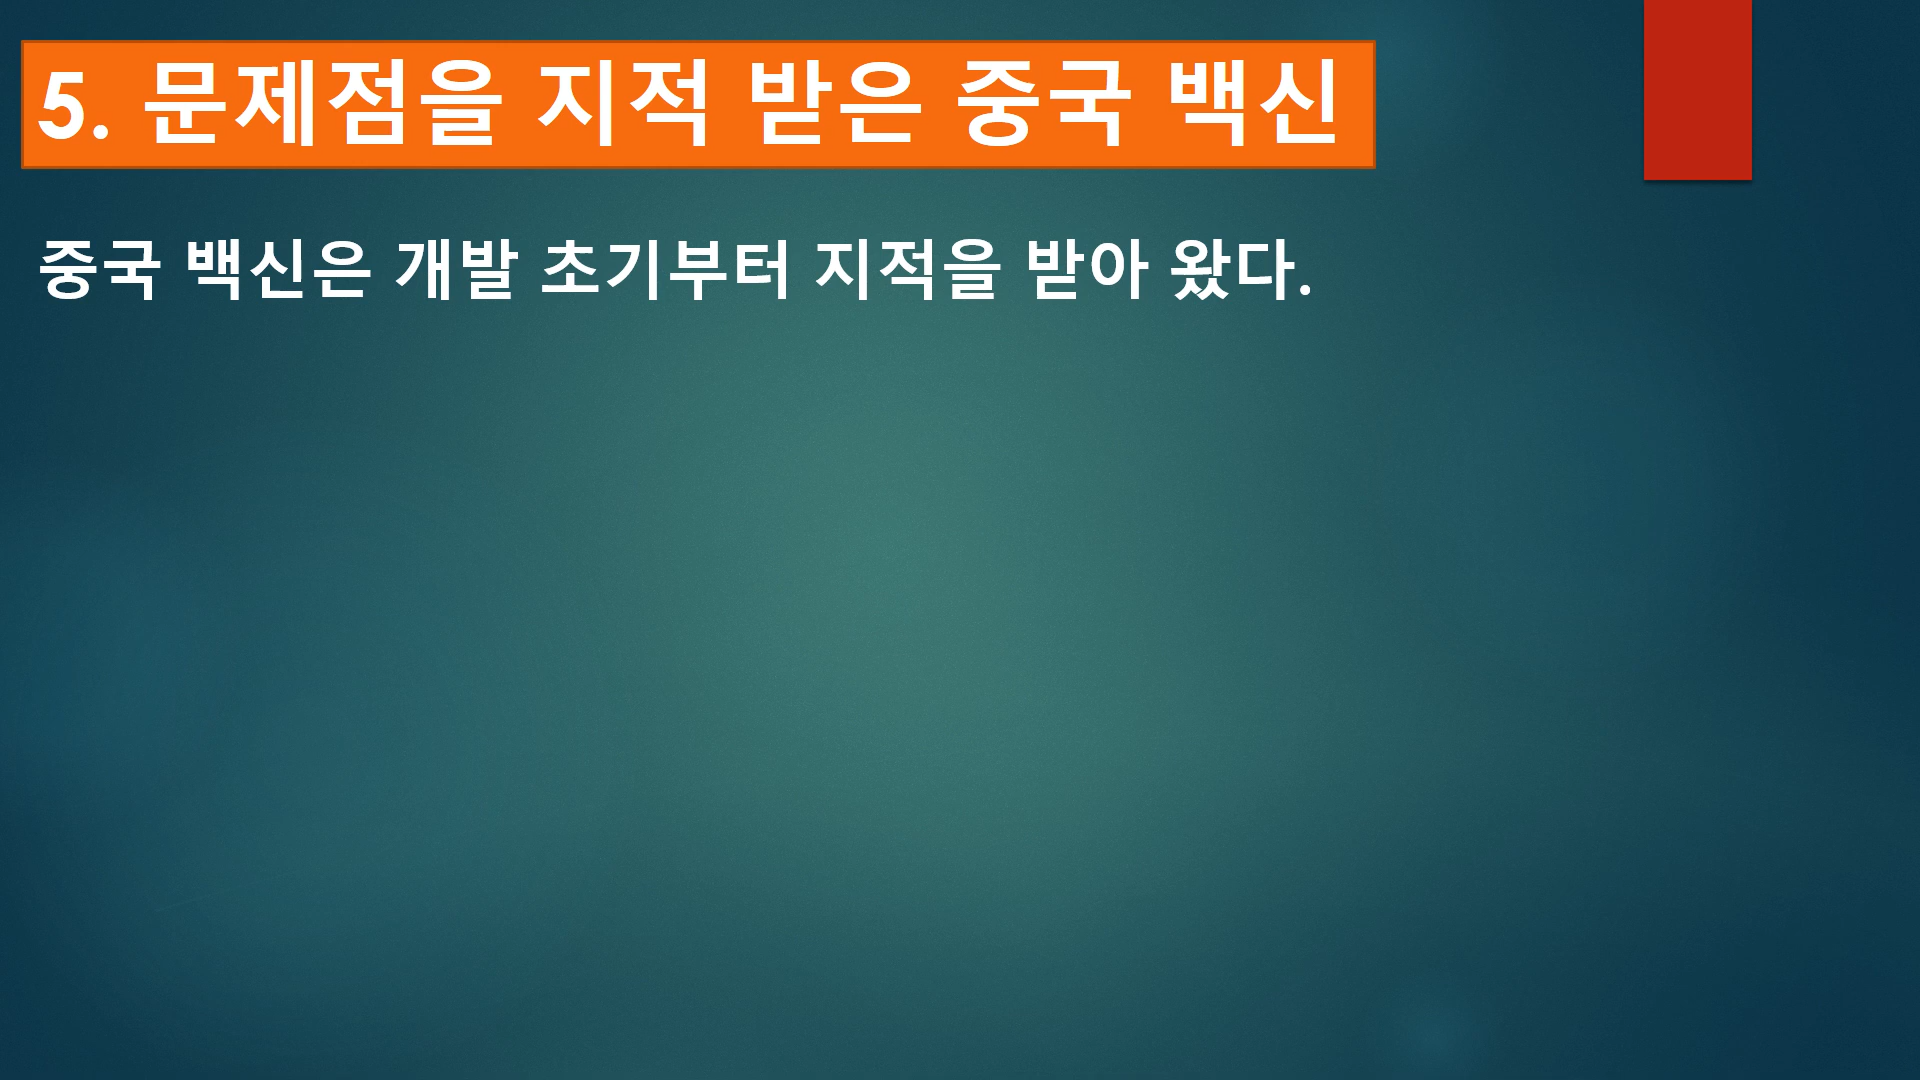 5. 문제점을 지적 받은 중국 백신
중국 백신은 개발 초기부터 지적을 받아 왔다.